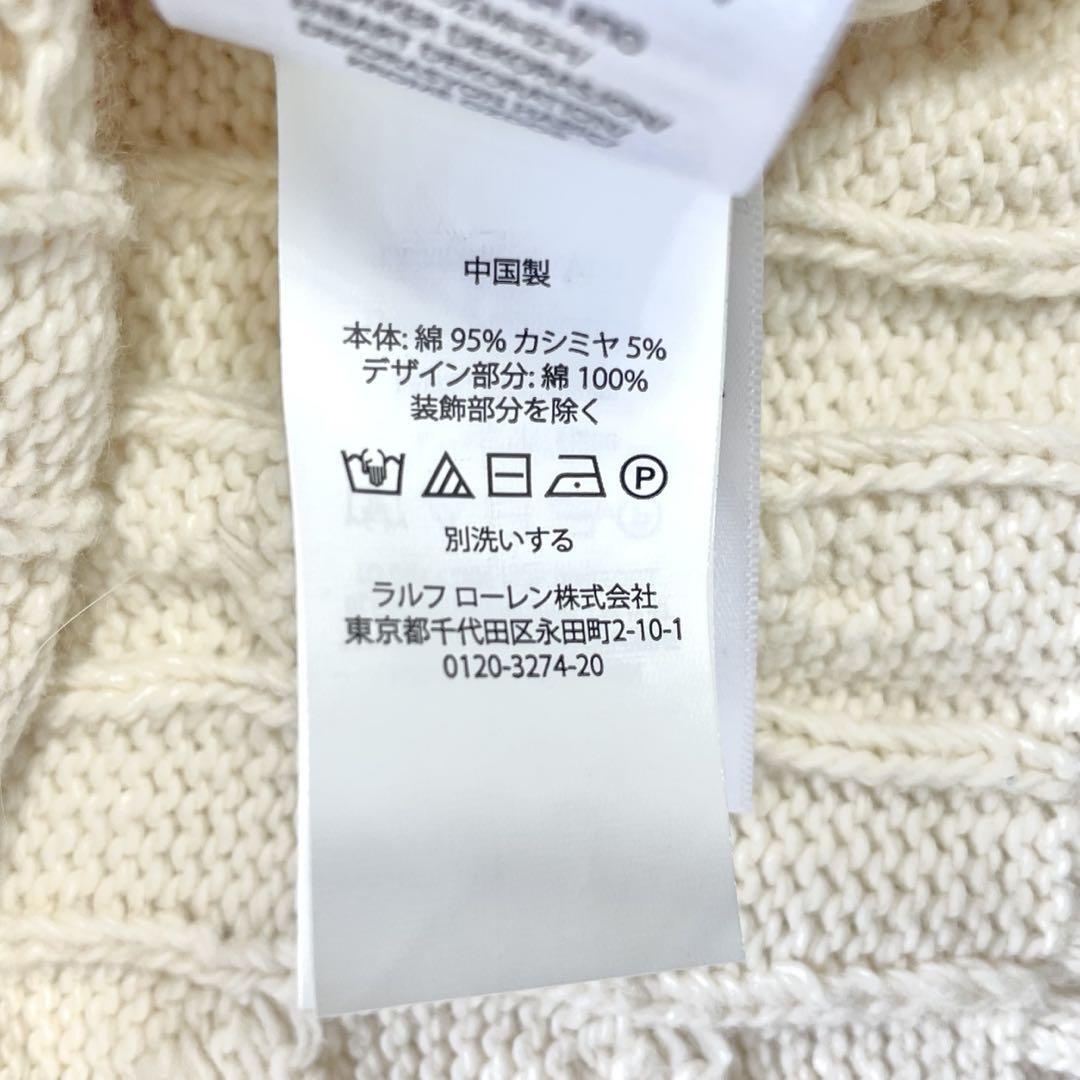 中国製
本体: 綿 95% カシミヤ 5%
デザイン部分: 綿 100%
装飾部分を除く
P
別洗いする
ラルフ ローレン株式会社
東京都千代田区永田町2-10-1
0120-3274-20